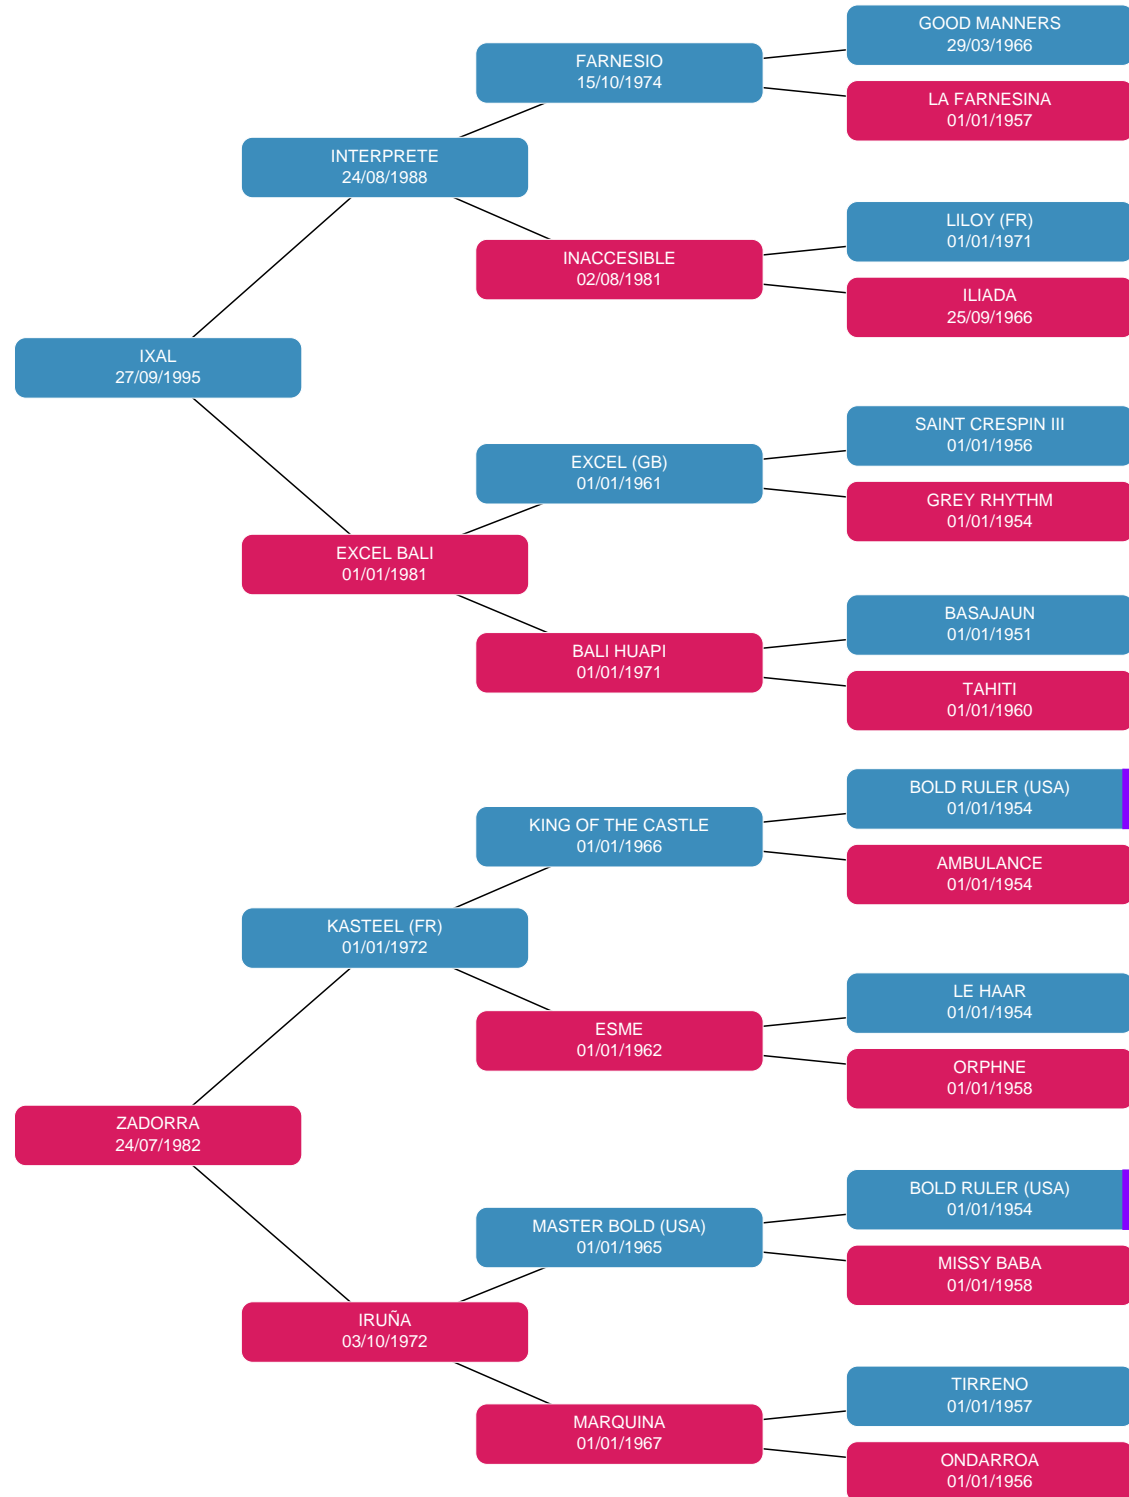 GOOD MANNERS
29/03/1966
FARNESIO
15/10/1974
LA FARNESINA
01/01/1957
INTERPRETE
24/08/1988
LILOY (FR)
01/01/1971
INACCESIBLE
02/08/1981
ILIADA
25/09/1966
IXAL
27/09/1995
SAINT CRESPIN III
01/01/1956
EXCEL (GB)
01/01/1961
GREY RHYTHM
01/01/1954
EXCEL BALI
01/01/1981
BASAJAUN
01/01/1951
BALI HUAPI
01/01/1971
TAHITI
01/01/1960
BOLD RULER (USA)
01/01/1954
KING OF THE CASTLE
01/01/1966
AMBULANCE
01/01/1954
KASTEEL (FR)
01/01/1972
LE HAAR
01/01/1954
ESME
01/01/1962
ORPHNE
01/01/1958
ZADORRA
24/07/1982
BOLD RULER (USA)
01/01/1954
MASTER BOLD (USA)
01/01/1965
MISSY BABA
01/01/1958
IRUÑA
03/10/1972
TIRRENO
01/01/1957
MARQUINA
01/01/1967
ONDARROA
01/01/1956